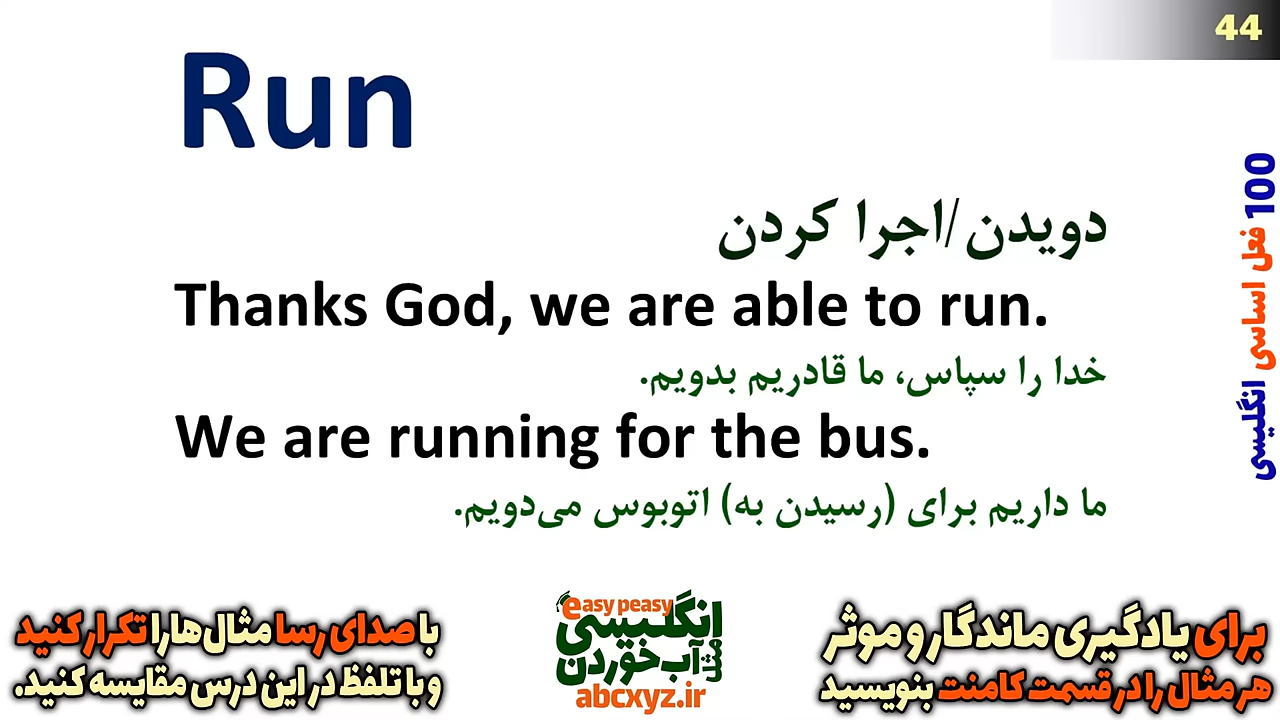 44
Run
دویدن/اجرا کردن
Thanks God, we are able to run.
خدا را سپاس، ما قادریم بدویم.
We are running for the bus.
ما داریم برای (رسیدن به) اتوبوس می‌دویم.
100 فعل اساسی انگلیسی
برای یادگیری ماندگار و موثر
هر مثال را در قسمت کامنت بنویسید
easy peasy
انگلیسی
مثل آب خوردن
abcxyz.ir
با صدای رسا مثال‌ها را تکرار کنید
و با تلفظ در این درس مقایسه کنید.